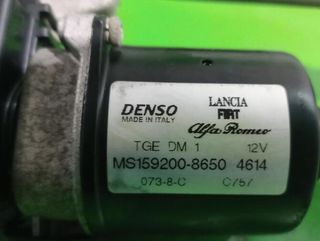 DENSO
MADE IN ITALY
LANCIA
FIAT
Alfa Romeo
TGE DM 1 12V
MS159200-8650 4614
073-8-C C757